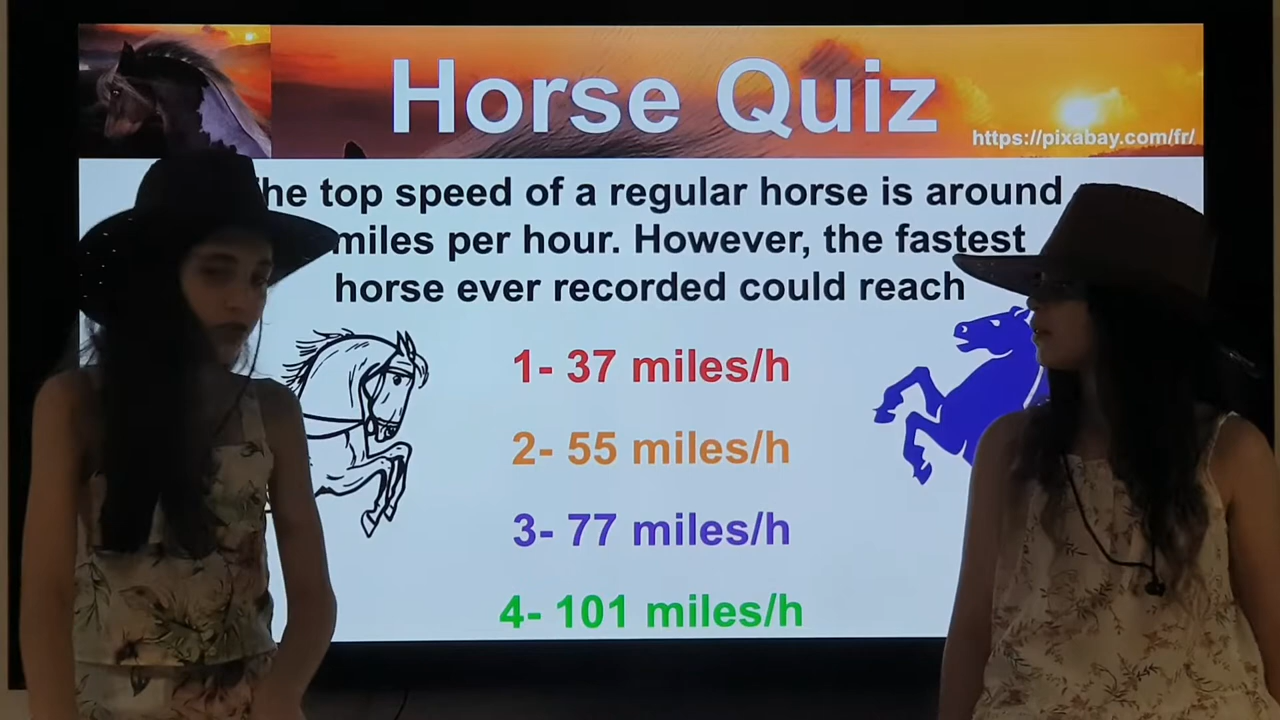 Horse Quiz
https://pixabay.com/fr/
top speed of a regular horse is around
miles per hour. However, the fastest
horse ever recorded could reach
1- 37 miles/h
2- 55 miles/h
3- 77 miles/h
4- 101 miles/h